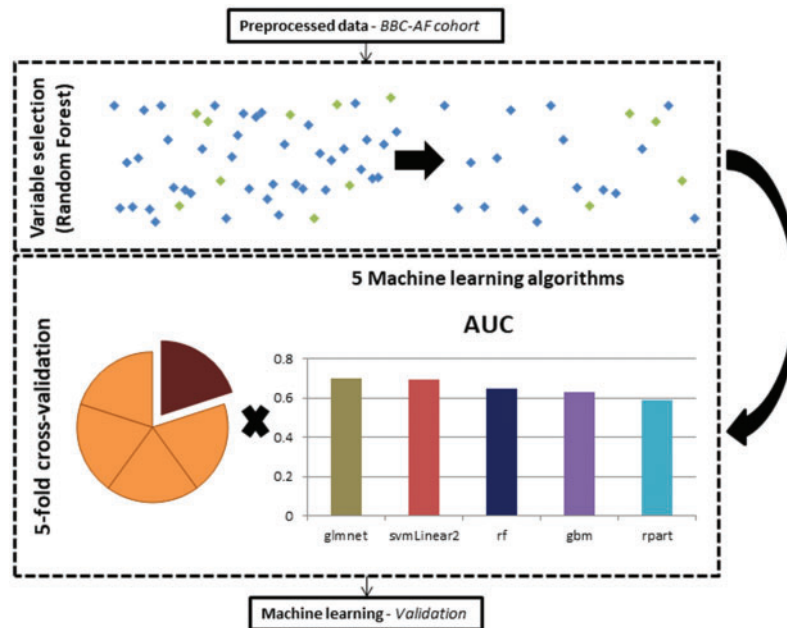 Preprocessed data - BBC-AF cohort
Variable selection
(Random Forest)
5 Machine learning algorithms
5-fold cross-validation
AUC
0.8
0.6
0.4
0.2
0
glmnet svmLinear2 rf gbm rpart
Machine learning - Validation